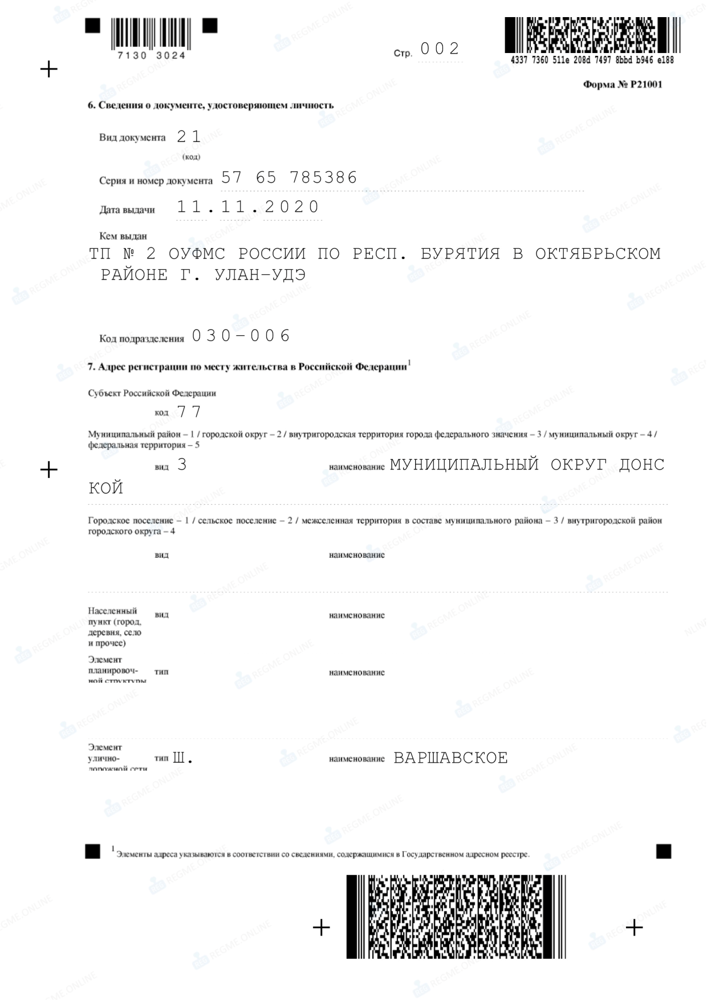 7130 3024
Стр. 002
4337 7360 511e 208d 7497 8bbd b946 e188
Форма № Р21001
6. Сведения о документе, удостоверяющем личность
Вид документа 21
(код)
Серия и номер документа 57 65 785386
Дата выдачи 11.11.2020
Кем выдан
ТП № 2 ОУФМС РОССИИ ПО РЕСП. БУРЯТИЯ В ОКТЯБРЬСКОМ
РАЙОНЕ Г. УЛАН-УДЭ
Код подразделения 030-006
7. Адрес регистрации по месту жительства в Российской Федерации1
Субъект Российской Федерации
код 77
Муниципальный район – 1 / городской округ – 2 / внутригородская территория города федерального значения – 3 / муниципальный округ – 4 /
федеральная территория – 5
вид 3 наименование МУНИЦИПАЛЬНЫЙ ОКРУГ ДОНС
КОЙ
Городское поселение – 1 / сельское поселение – 2 / межселенная территория в составе муниципального района – 3 / внутригородской район
городского округа – 4
вид наименование
Населенный
пункт (город,
деревня, село
и прочее)
вид наименование
Элемент
планировоч-
ной структуры
тип наименование
Элемент
улично-
дорожной сети
тип Ш. наименование ВАРШАВСКОЕ
1 Элементы адреса указываются в соответствии со сведениями, содержащимися в Государственном адресном реестре.
REG REGME.ONLINE